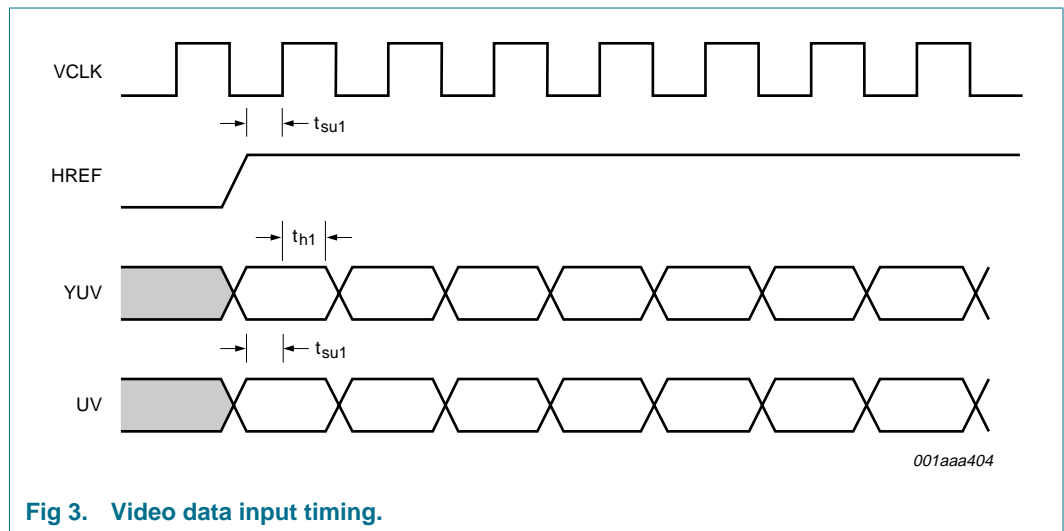 VCLK
tsu1
HREF
th1
YUV
tsu1
UV
001aaa404
Fig 3. Video data input timing.